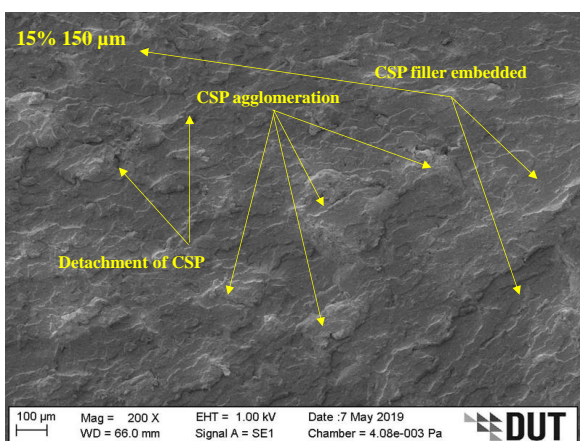 15% 150 μm
CSP filler embedded
CSP agglomeration
Detachment of CSP
100 μm
Mag = 200 X
EHT = 1.00 kV
Date :7 May 2019
WD = 66.0 mm
Signal A = SE1
Chamber = 4.08e-003 Pa
DUT